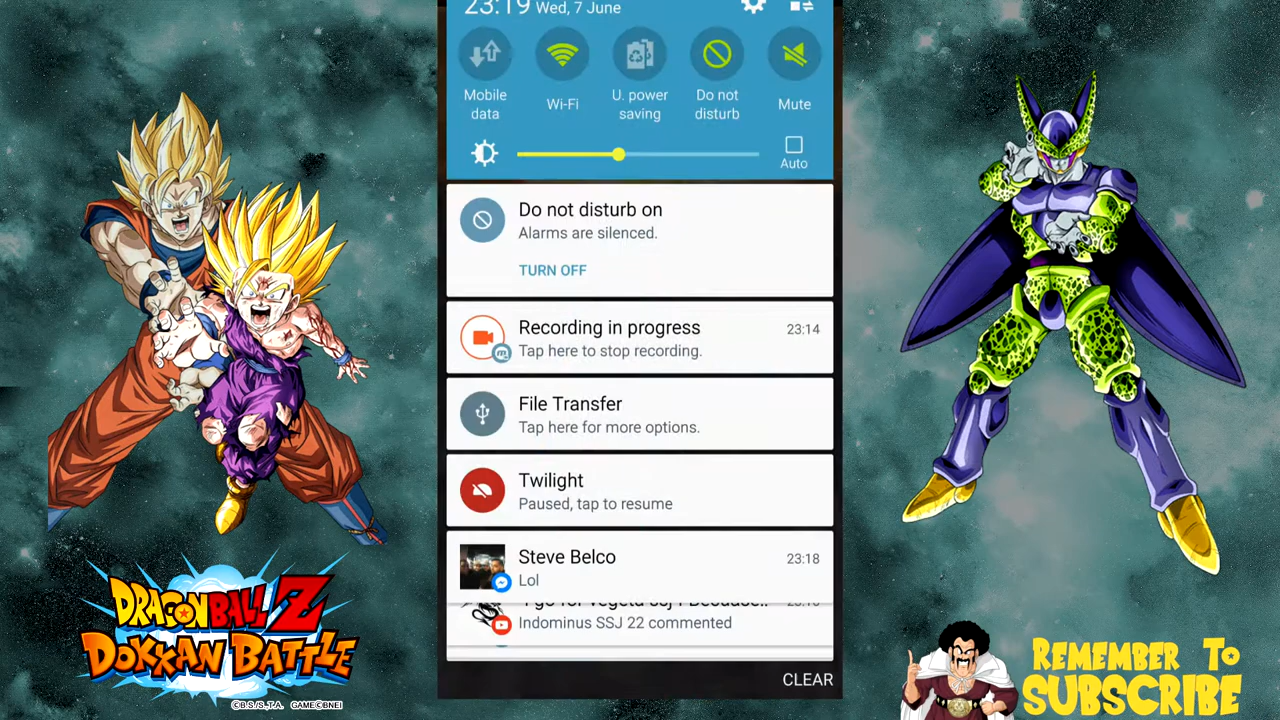 23:19 Wed, 7 June
Mobile data
Wi-Fi
U. power saving
Do not disturb
Mute
Auto
Do not disturb on
Alarms are silenced.
TURN OFF
Recording in progress 23:14
Tap here to stop recording.
File Transfer
Tap here for more options.
Twilight
Paused, tap to resume
Steve Belco 23:18
Lol
Indominus SSJ 22 commented
CLEAR
DRAGONBALL Z
DOKKAN BATTLE
©B.S./S.,T.A. GAME©BNEI
REMEMBER TO
SUBSCRIBE